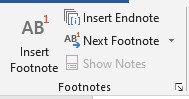 AB1 Insert Endnote
AB1 Next Footnote
Insert Footnote
Show Notes
Footnotes